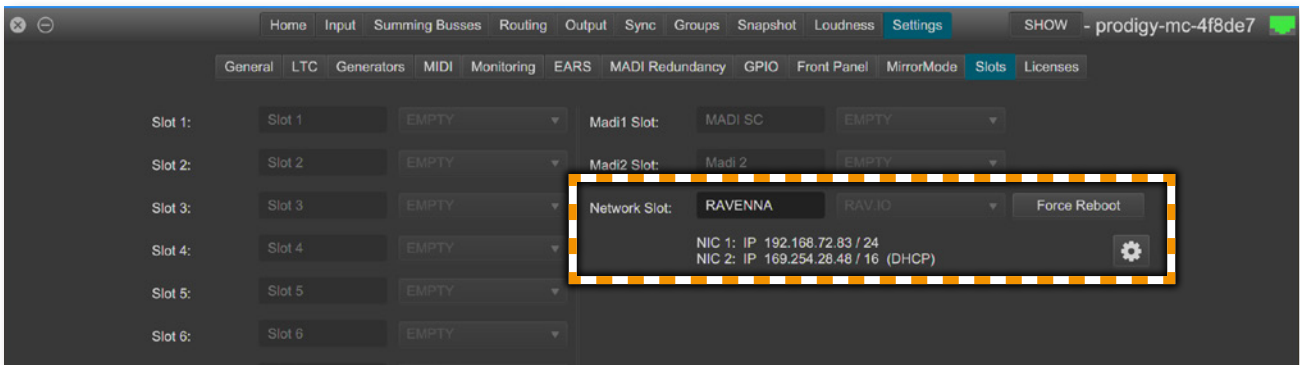 Home Input Summing Busses Routing Output Sync Groups Snapshot Loudness Settings SHOW - prodigy-mc-4f8de7
General LTC Generators MIDI Monitoring EARS MADI Redundancy GPIO Front Panel MirrorMode Slots Licenses
Slot 1: Slot 1 EMPTY Madi1 Slot: MADI SC EMPTY
Slot 2: Slot 2 EMPTY Madi2 Slot: Madi 2 EMPTY
Slot 3: Slot 3 EMPTY Network Slot: RAVENNA RAV.IO Force Reboot
Slot 4: Slot 4 EMPTY NIC 1: IP 192.168.72.83 / 24
NIC 2: IP 169.254.28.48 / 16 (DHCP)
Slot 5: Slot 5 EMPTY
Slot 6: Slot 6 EMPTY